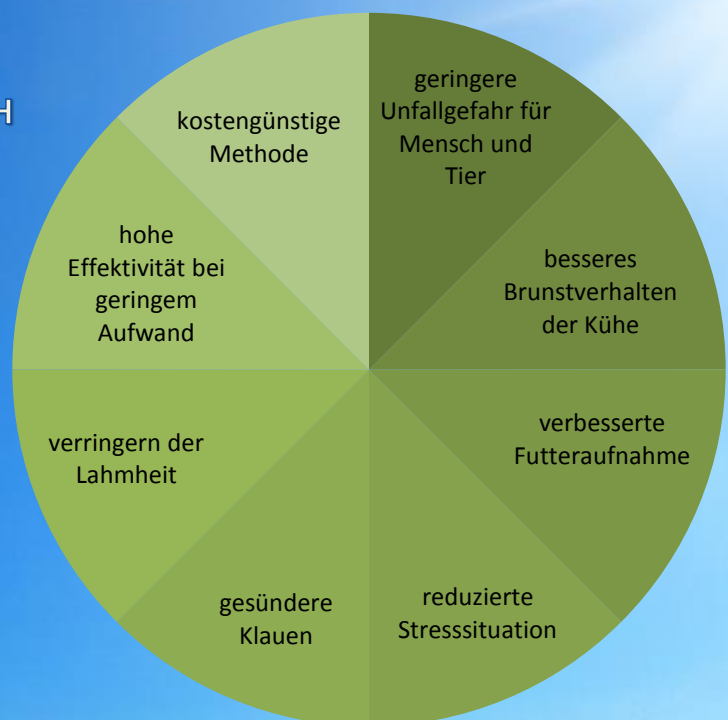 H
geringere
Unfallgefahr für
Mensch und
Tier
besseres
Brunstverhalten
der Kühe
verbesserte
Futteraufnahme
reduzierte
Stresssituation
gesündere
Klauen
verringern der
Lahmheit
hohe
Effektivität bei
geringem
Aufwand
kostengünstige
Methode